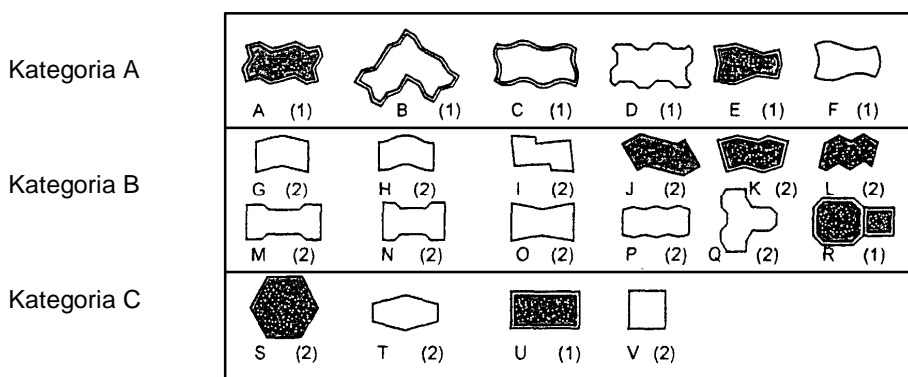 Kategoria A
A (1) B (1) C (1) D (1) E (1) F (1)
Kategoria B
G (2) H (2) I (2) J (2) K (2) L (2)
M (2) N (2) O (2) P (2) Q (2) R (1)
Kategoria C
S (2) T (2) U (1) V (2)